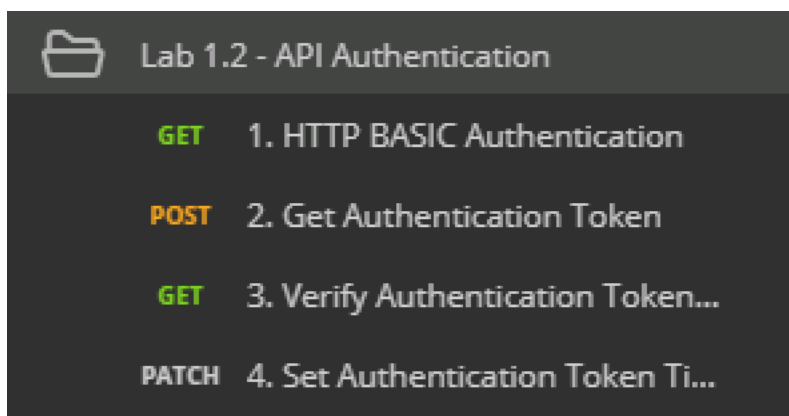 Lab 1.2 - API Authentication
GET 1. HTTP BASIC Authentication
POST 2. Get Authentication Token
GET 3. Verify Authentication Token...
PATCH 4. Set Authentication Token Ti...